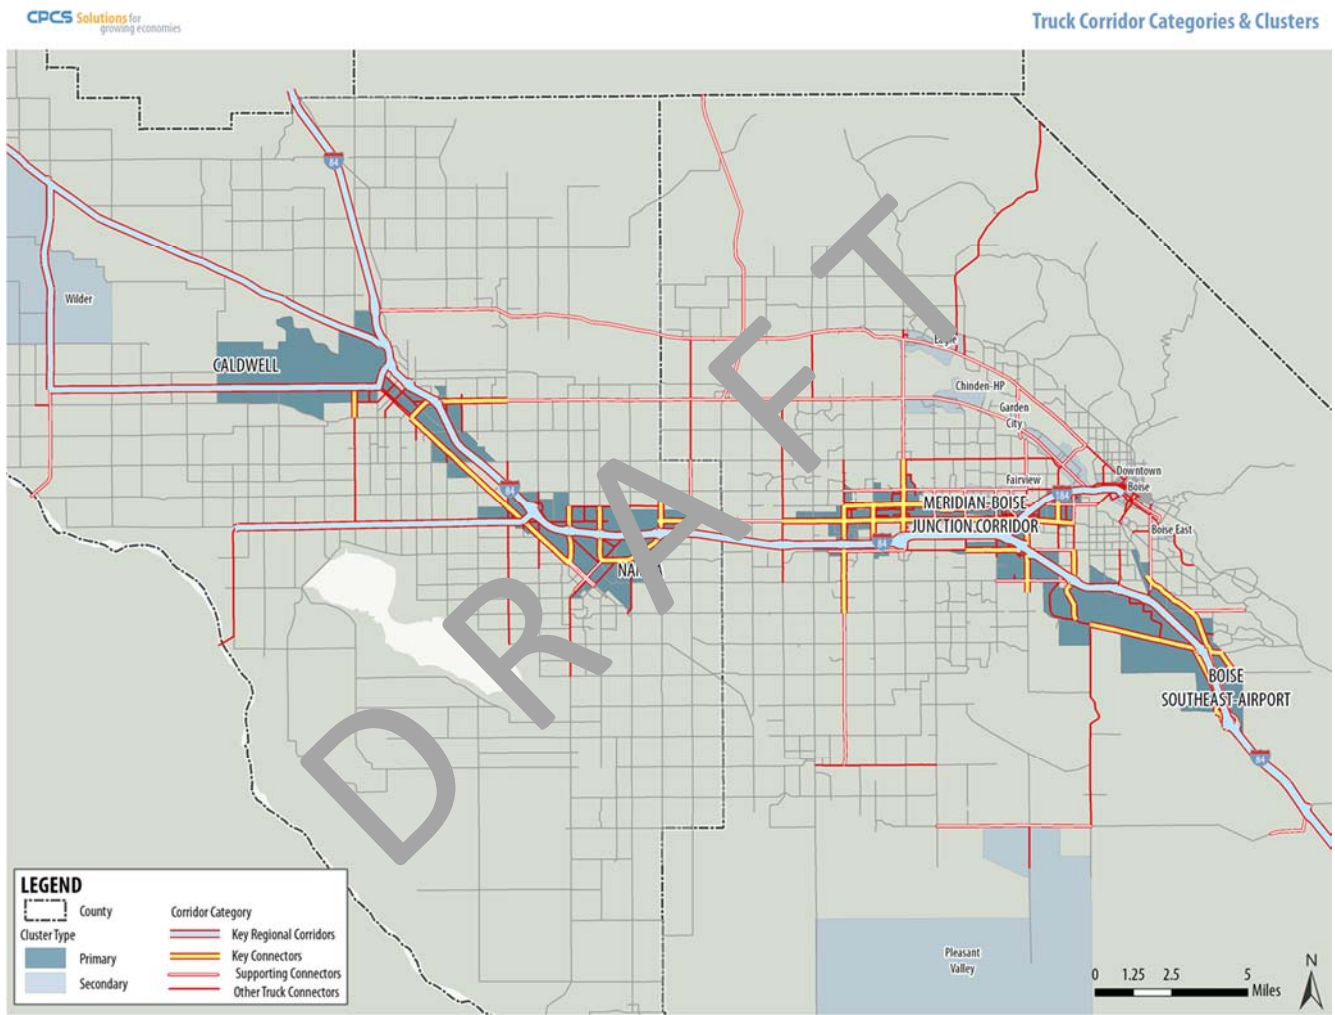 CPCS Solutions for
growing economies
Truck Corridor Categories & Clusters
84
Wilder
CALDWELL
Eagle
Chinden-HP
Garden
City
Downtown
Boise
Fairview
184
84
MERIDIAN-BOISE
JUNCTION CORRIDOR
84
Boise East
NAMPA
BOISE
SOUTHEAST-AIRPORT
84
DRAFT
LEGEND
County
Cluster Type
Primary
Secondary
Corridor Category
Key Regional Corridors
Key Connectors
Supporting Connectors
Other Truck Connectors
Pleasant
Valley
N
0 1.25 2.5 5
Miles